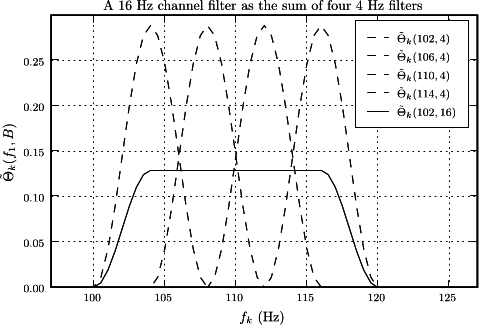 A 16 Hz channel filter as the sum of four 4 Hz filters
Θ̃ₖ(102, 4)
Θ̃ₖ(106, 4)
Θ̃ₖ(110, 4)
Θ̃ₖ(114, 4)
Θ̃ₖ(102, 16)
0.25
0.20
0.15
0.10
0.05
0.00
Θ̃ₖ(f₁, B)
100 105 110 115 120 125
fₖ (Hz)